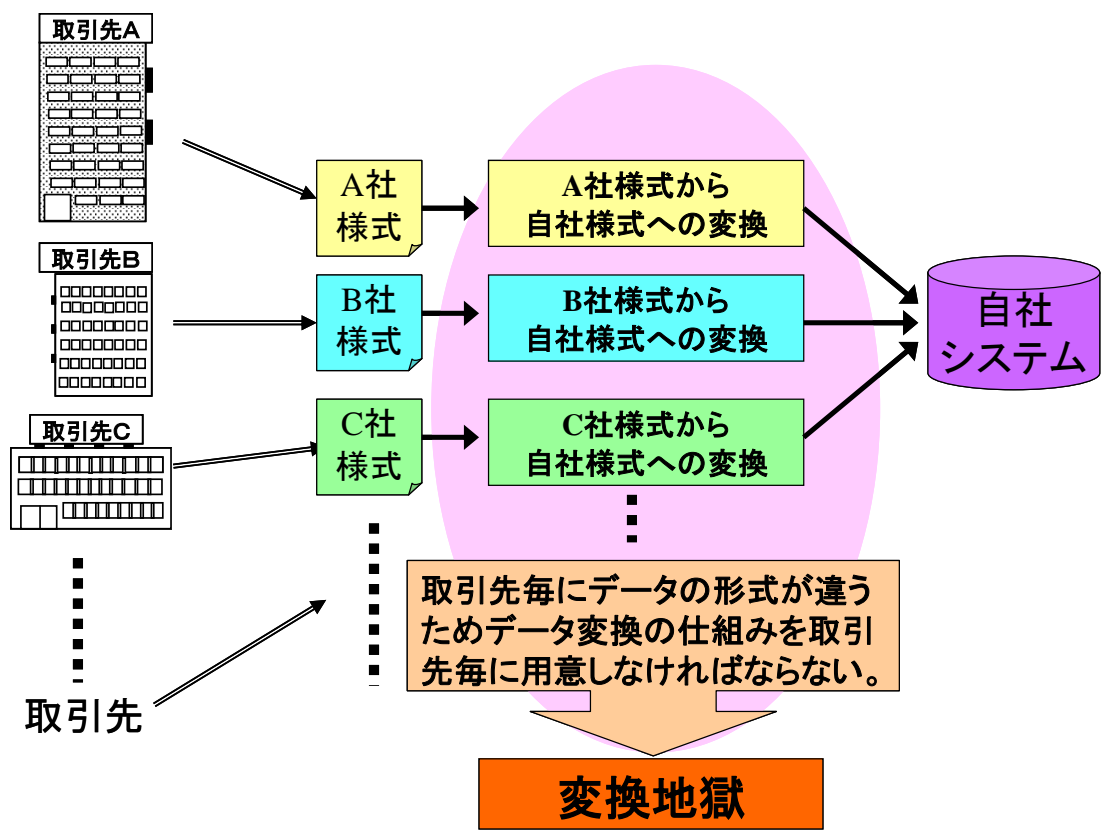 取引先A
A社
様式
A社様式から
自社様式への変換
取引先B
B社
様式
B社様式から
自社様式への変換
自社
システム
取引先C
C社
様式
C社様式から
自社様式への変換
取引先毎にデータの形式が違う
ためデータ変換の仕組みを取引
先毎に用意しなければならない。
取引先
変換地獄